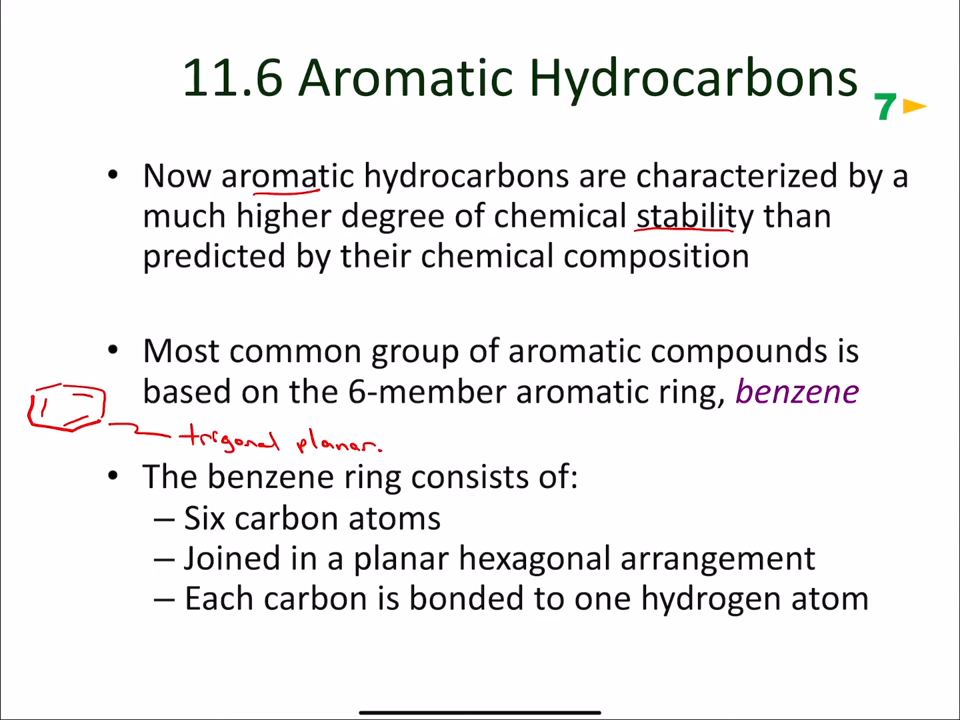 11.6 Aromatic Hydrocarbons
7
• Now aromatic hydrocarbons are characterized by a
much higher degree of chemical stability than
predicted by their chemical composition
• Most common group of aromatic compounds is
based on the 6-member aromatic ring, benzene
trigonal planar.
• The benzene ring consists of:
– Six carbon atoms
– Joined in a planar hexagonal arrangement
– Each carbon is bonded to one hydrogen atom